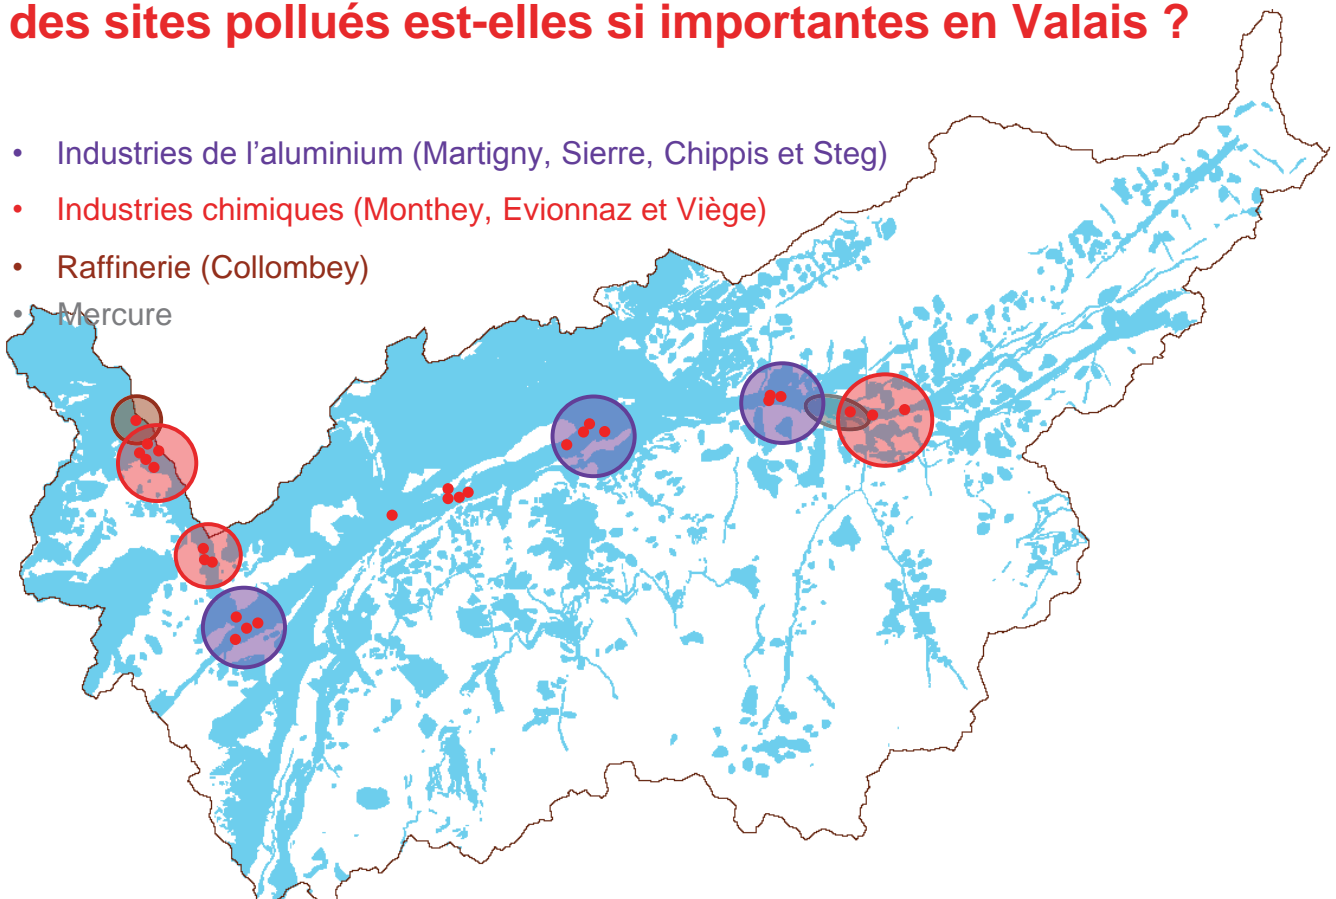 des sites pollués est-elles si importantes en Valais ?
• Industries de l’aluminium (Martigny, Sierre, Chippis et Steg)
• Industries chimiques (Monthey, Evionnaz et Viège)
• Raffinerie (Collombey)
• Mercure